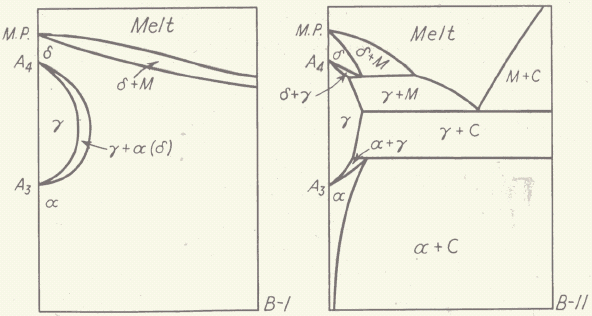 Melt
M.P.
δ
A4
δ+M
γ
γ+α(δ)
A3
α
B-I
Melt
M.P.
δ+M
A4
δ
M+C
δ+γ
γ+M
γ
γ+C
α+γ
A3
α
α+C
B-II